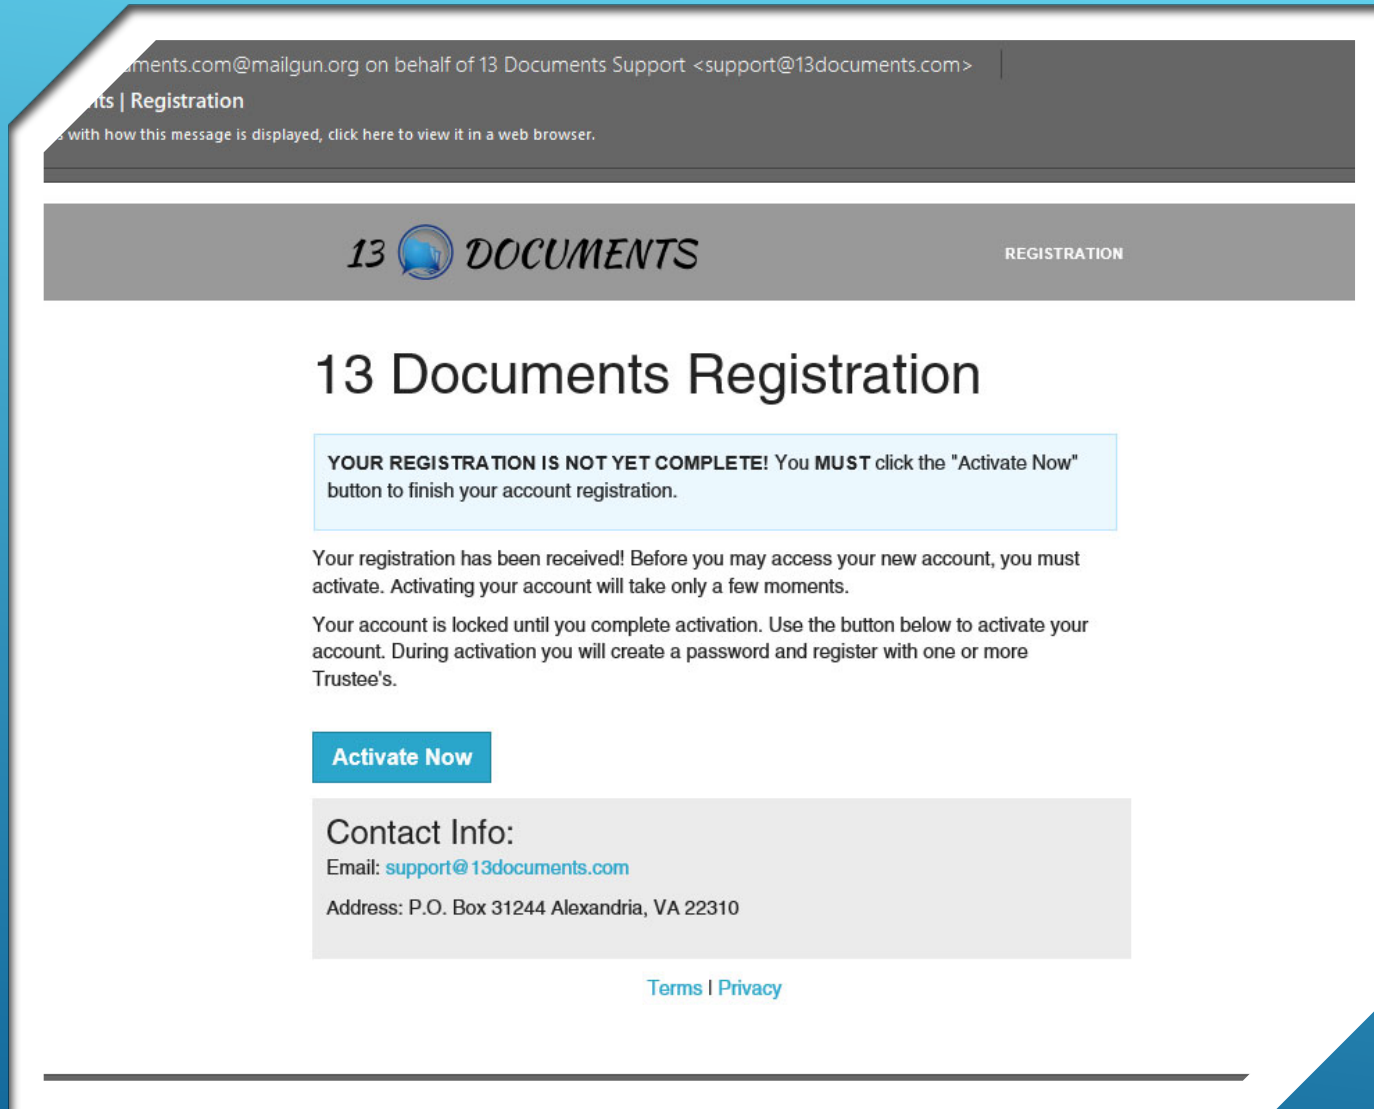 uments.com@mailgun.org on behalf of 13 Documents Support <support@13documents.com>
nts | Registration
s with how this message is displayed, click here to view it in a web browser.
13 DOCUMENTS
REGISTRATION
13 Documents Registration
YOUR REGISTRATION IS NOT YET COMPLETE! You MUST click the "Activate Now"
button to finish your account registration.
Your registration has been received! Before you may access your new account, you must
activate. Activating your account will take only a few moments.
Your account is locked until you complete activation. Use the button below to activate your
account. During activation you will create a password and register with one or more
Trustee's.
Activate Now
Contact Info:
Email: support@13documents.com
Address: P.O. Box 31244 Alexandria, VA 22310
Terms | Privacy